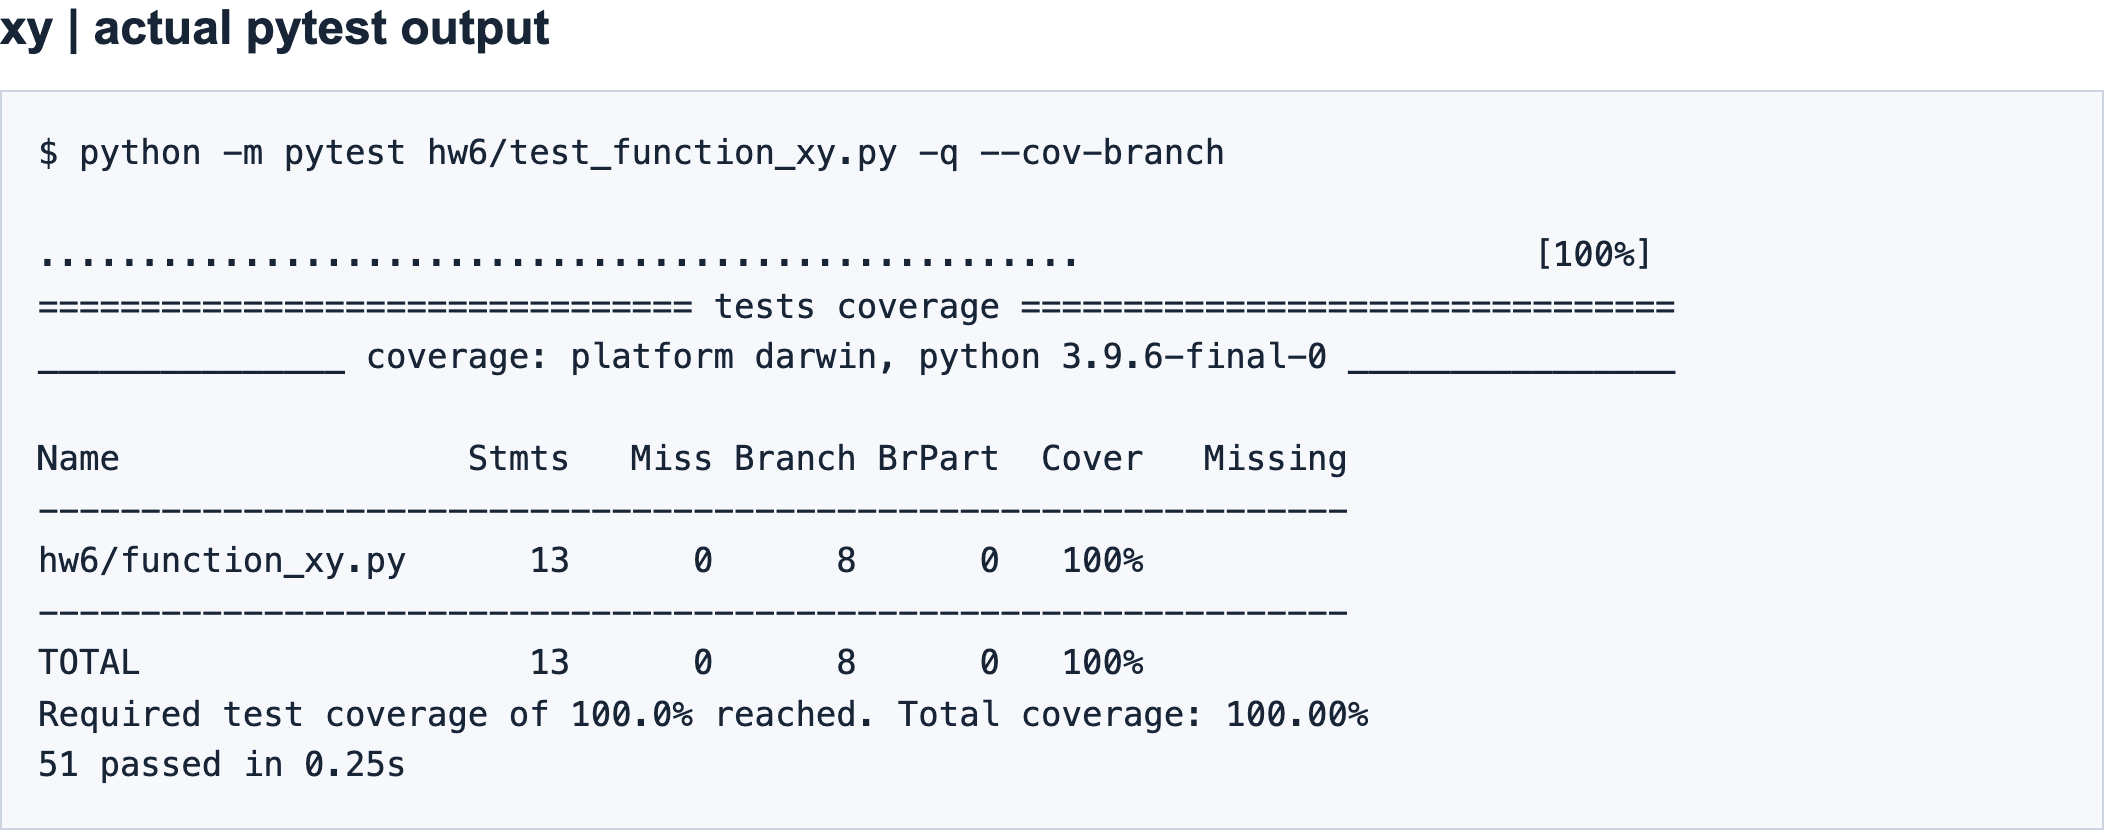 xy | actual pytest output
$ python -m pytest hw6/test_function_xy.py -q --cov-branch
...................................................                      [100%]
================================ tests coverage ================================
_______________ coverage: platform darwin, python 3.9.6-final-0 ________________
Name                 Stmts   Miss Branch BrPart  Cover   Missing
----------------------------------------------------------------
hw6/function_xy.py      13      0      8      0   100%
----------------------------------------------------------------
TOTAL                   13      0      8      0   100%
Required test coverage of 100.0% reached. Total coverage: 100.00%
51 passed in 0.25s